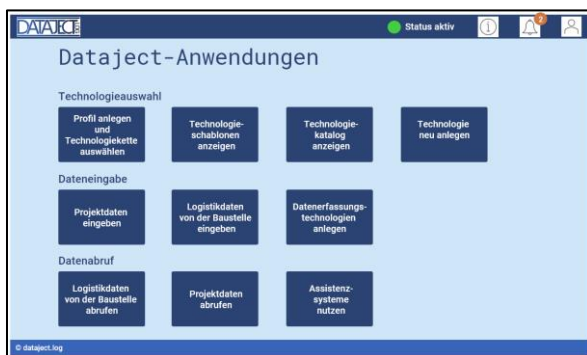 DATAJECT
Status aktiv
2
Dataject-Anwendungen
Technologieauswahl
Profil anlegen
und
Technologiekette
auswählen
Technologie-
schablonen
anzeigen
Technologie-
katalog
anzeigen
Technologie
neu anlegen
Dateneingabe
Projektdaten
eingeben
Logistikdaten
von der Baustelle
eingeben
Datenerfassungs-
technologien
anlegen
Datenabruf
Logistikdaten
von der Baustelle
abrufen
Projektdaten
abrufen
Assistenz-
systeme
nutzen
© dataject.log